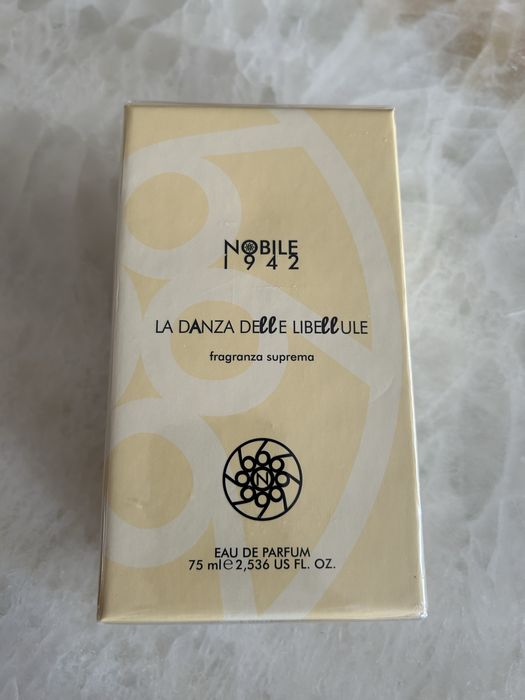 NOBILE
1942
LA DANZA DELLE LIBELLULE
fragranza suprema
N
EAU DE PARFUM
75 ml e 2,536 US FL. OZ.